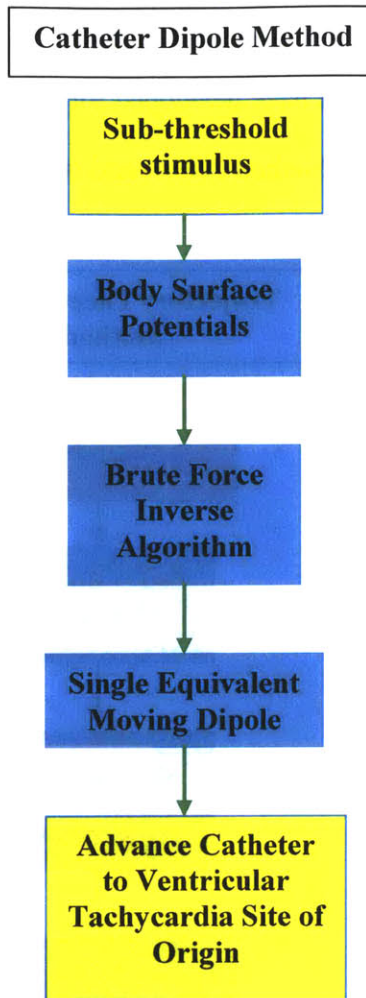 Catheter Dipole Method
Sub-threshold
stimulus
Body Surface
Potentials
Brute Force
Inverse
Algorithm
Single Equivalent
Moving Dipole
Advance Catheter
to Ventricular
Tachycardia Site of
Origin